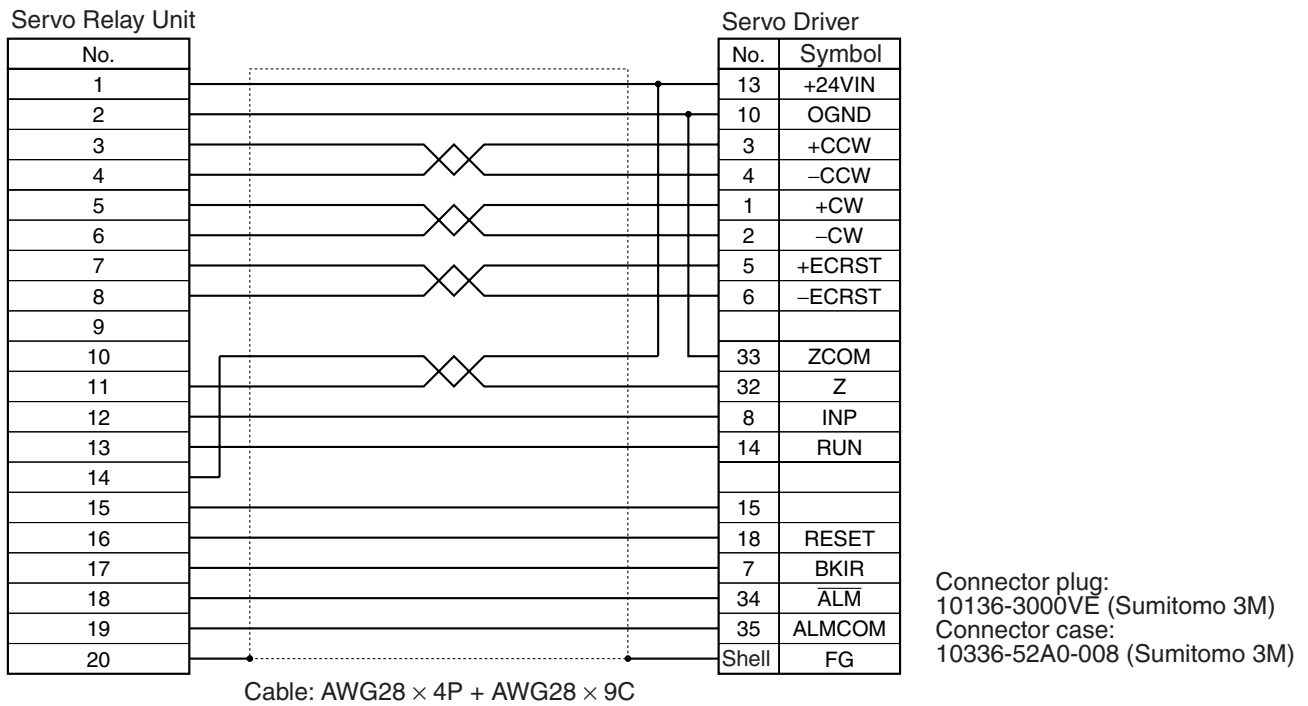 Servo Relay Unit Servo Driver
No. No. Symbol
1 13 +24VIN
2 10 OGND
3 3 +CCW
4 4 −CCW
5 1 +CW
6 2 −CW
7 5 +ECRST
8 6 −ECRST
9
10 33 ZCOM
11 32 Z
12 8 INP
13 14 RUN
14
15 15
16 18 RESET
17 7 BKIR
18 34 A̅L̅M̅
19 35 ALMCOM
20 Shell FG
Connector plug:
10136-3000VE (Sumitomo 3M)
Connector case:
10336-52A0-008 (Sumitomo 3M)
Cable: AWG28 × 4P + AWG28 × 9C